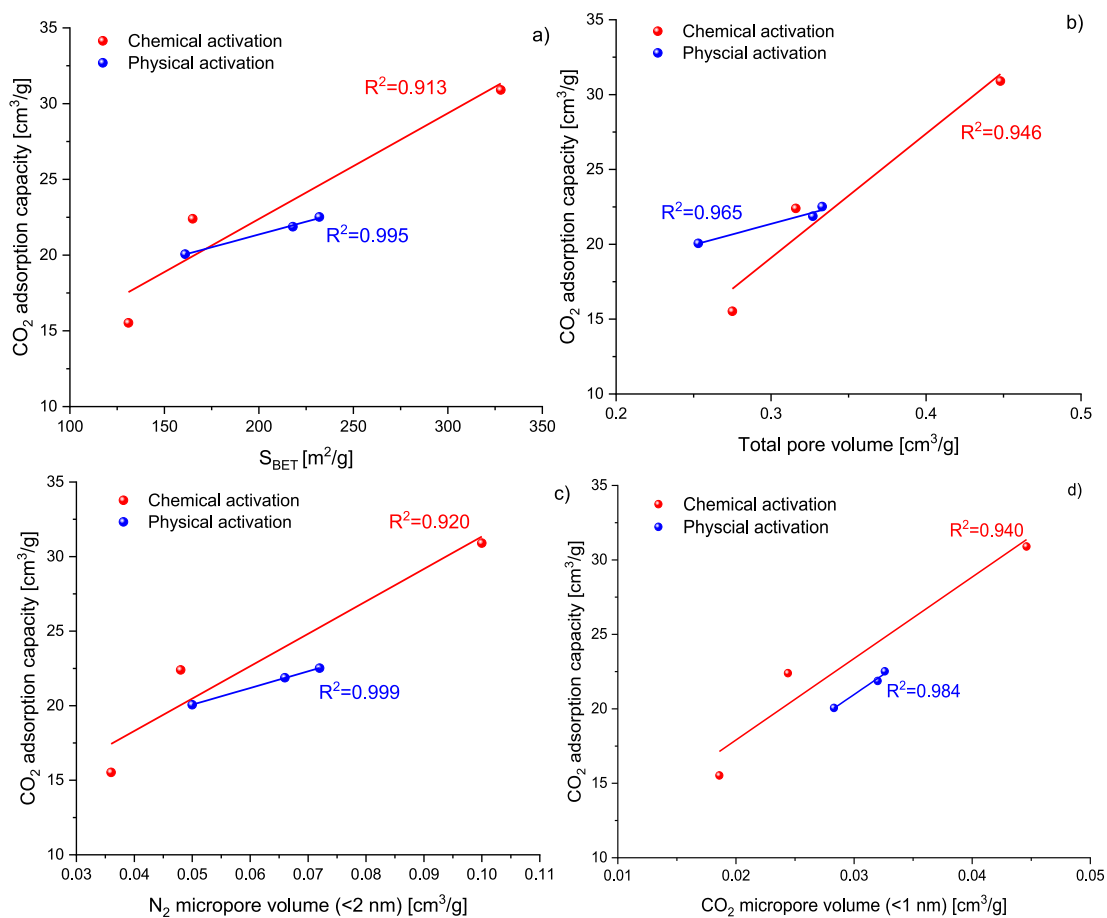 a)
Chemical activation
Physical activation
R²=0.913
R²=0.995
CO₂ adsorption capacity [cm³/g]
35
30
25
20
15
10
100 150 200 250 300 350
S_BET [m²/g]
b)
Chemical activation
Physcial activation
R²=0.946
R²=0.965
CO₂ adsorption capacity [cm³/g]
35
30
25
20
15
10
0.2 0.3 0.4 0.5
Total pore volume [cm³/g]
c)
Chemical activation
Physical activation
R²=0.920
R²=0.999
CO₂ adsorption capacity [cm³/g]
35
30
25
20
15
10
0.03 0.04 0.05 0.06 0.07 0.08 0.09 0.10 0.11
N₂ micropore volume (<2 nm) [cm³/g]
d)
Chemical activation
Physcial activation
R²=0.940
R²=0.984
CO₂ adsorption capacity [cm³/g]
35
30
25
20
15
10
0.01 0.02 0.03 0.04 0.05
CO₂ micropore volume (<1 nm) [cm³/g]